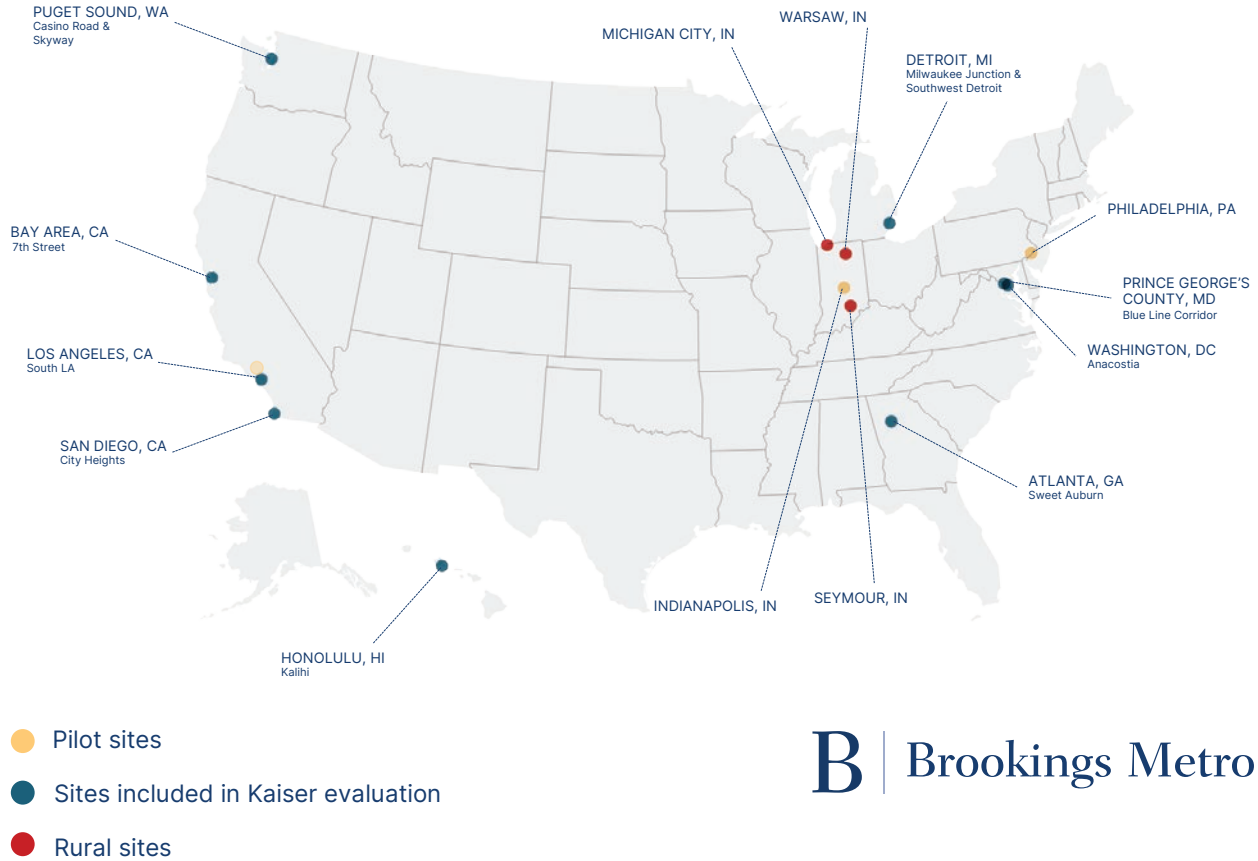 PUGET SOUND, WA
Casino Road &
Skyway
MICHIGAN CITY, IN
WARSAW, IN
DETROIT, MI
Milwaukee Junction &
Southwest Detroit
PHILADELPHIA, PA
BAY AREA, CA
7th Street
PRINCE GEORGE'S
COUNTY, MD
Blue Line Corridor
LOS ANGELES, CA
South LA
WASHINGTON, DC
Anacostia
SAN DIEGO, CA
City Heights
ATLANTA, GA
Sweet Auburn
INDIANAPOLIS, IN
SEYMOUR, IN
HONOLULU, HI
Kalihi
Pilot sites
Sites included in Kaiser evaluation
Rural sites
B | Brookings Metro